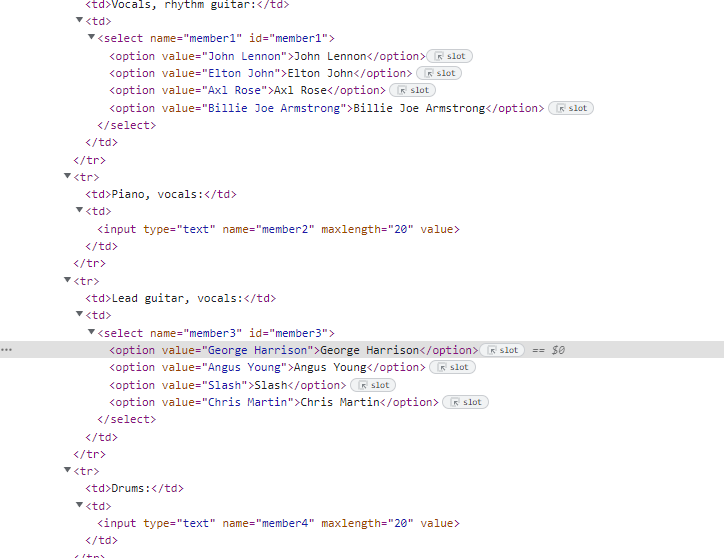 <td>Vocals, rhythm guitar:</td>
<td>
<select name="member1" id="member1">
<option value="John Lennon">John Lennon</option> slot
<option value="Elton John">Elton John</option> slot
<option value="Axl Rose">Axl Rose</option> slot
<option value="Billie Joe Armstrong">Billie Joe Armstrong</option> slot
</select>
</td>
</tr>
<tr>
<td>Piano, vocals:</td>
<td>
<input type="text" name="member2" maxlength="20" value>
</td>
</tr>
<tr>
<td>Lead guitar, vocals:</td>
<td>
<select name="member3" id="member3">
... <option value="George Harrison">George Harrison</option> slot == $0
<option value="Angus Young">Angus Young</option> slot
<option value="Slash">Slash</option> slot
<option value="Chris Martin">Chris Martin</option> slot
</select>
</td>
</tr>
<tr>
<td>Drums:</td>
<td>
<input type="text" name="member4" maxlength="20" value>
</td>
</tr>